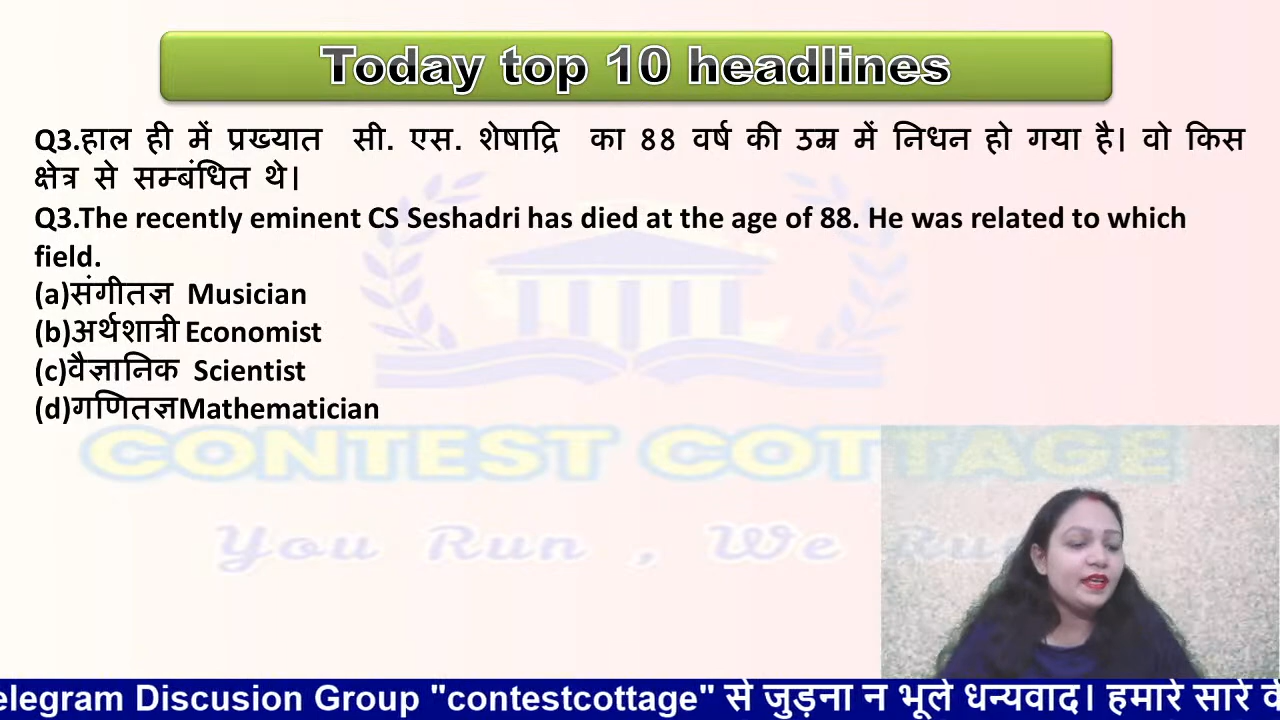 Today top 10 headlines
Q3.हाल ही में प्रख्यात सी. एस. शेषाद्रि का 88 वर्ष की उम्र में निधन हो गया है। वो किस
क्षेत्र से सम्बंधित थे।
Q3.The recently eminent CS Seshadri has died at the age of 88. He was related to which
field.
(a)संगीतज्ञ Musician
(b)अर्थशात्री Economist
(c)वैज्ञानिक Scientist
(d)गणितज्ञMathematician
CONTEST COTTAGE
You Run , We
elegram Discusion Group "contestcottage" से जुड़ना न भूले धन्यवाद। हमारे सारे